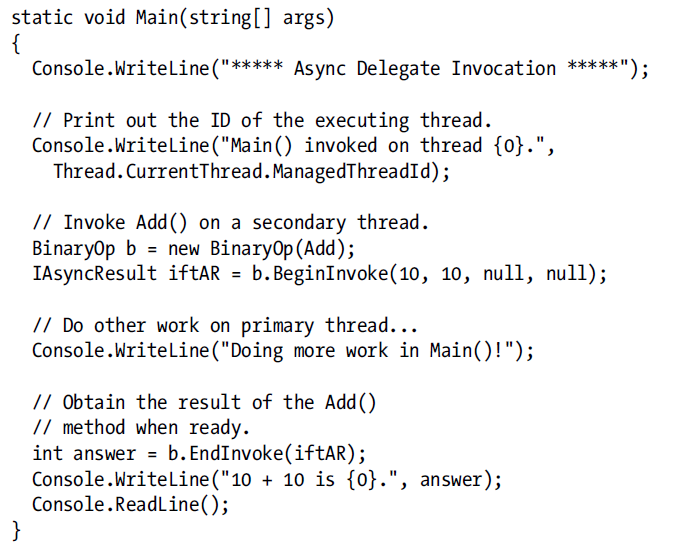 static void Main(string[] args)
{
Console.WriteLine("***** Async Delegate Invocation *****");
// Print out the ID of the executing thread.
Console.WriteLine("Main() invoked on thread {0}.",
Thread.CurrentThread.ManagedThreadId);
// Invoke Add() on a secondary thread.
BinaryOp b = new BinaryOp(Add);
IAsyncResult iftAR = b.BeginInvoke(10, 10, null, null);
// Do other work on primary thread...
Console.WriteLine("Doing more work in Main()!");
// Obtain the result of the Add()
// method when ready.
int answer = b.EndInvoke(iftAR);
Console.WriteLine("10 + 10 is {0}.", answer);
Console.ReadLine();
}